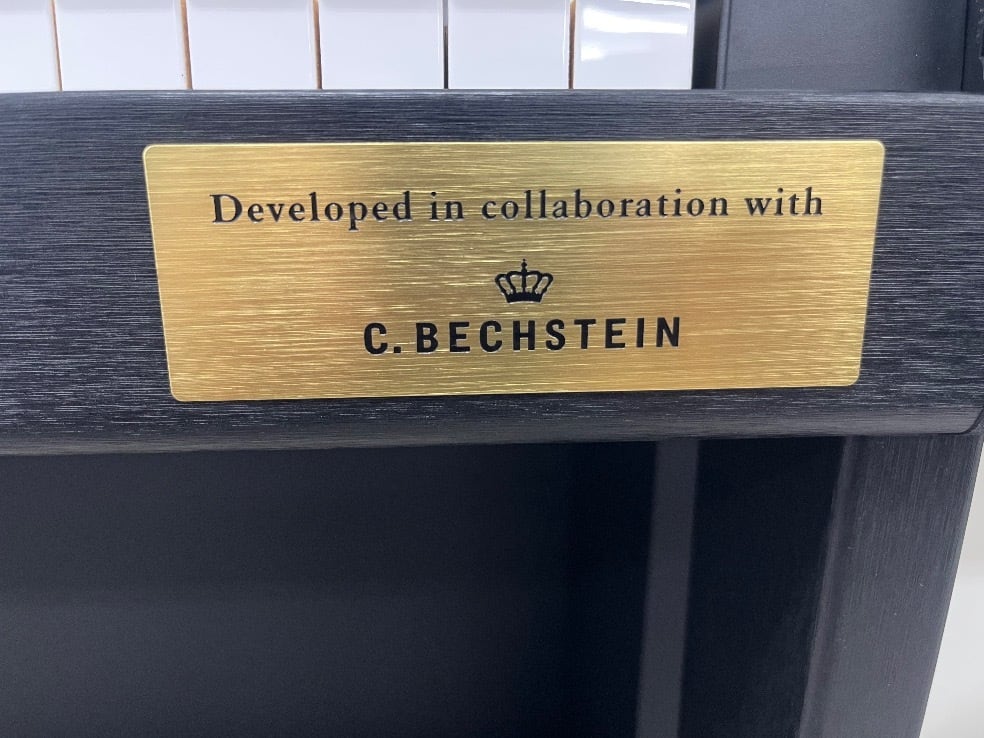 Developed in collaboration with
C. BECHSTEIN